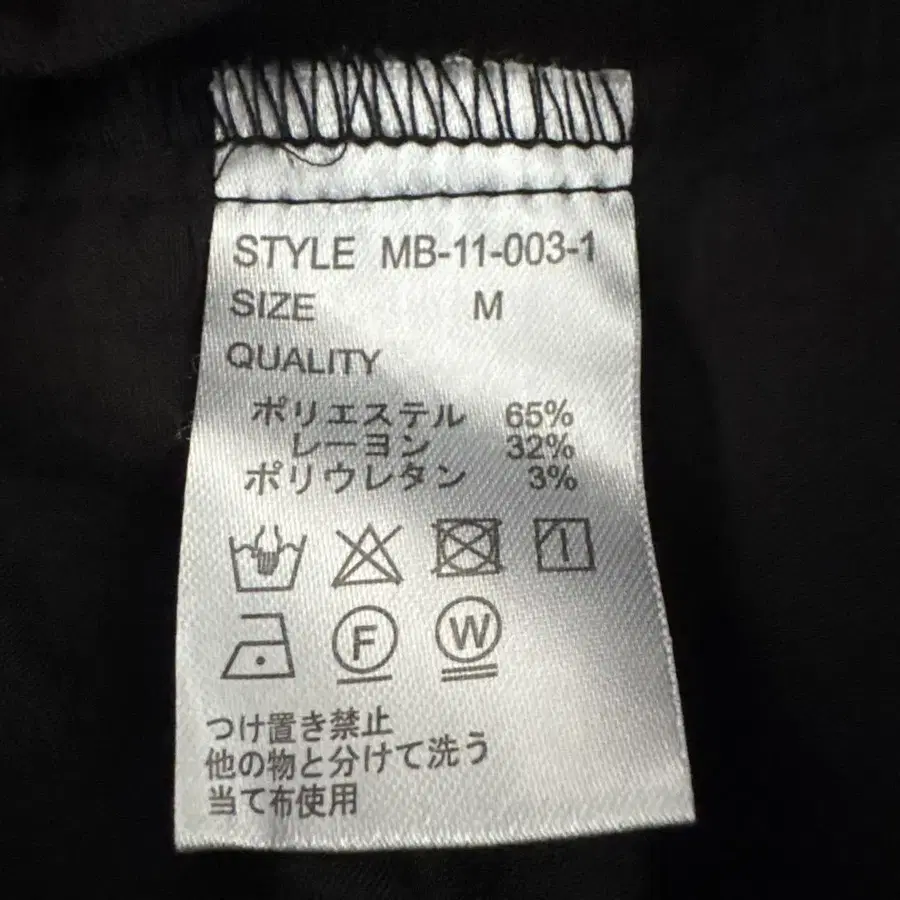 STYLE MB-11-003-1
SIZE M
QUALITY
ポリエステル 65%
レーヨン 32%
ポリウレタン 3%
F W
つけ置き禁止
他の物と分けて洗う
当て布使用